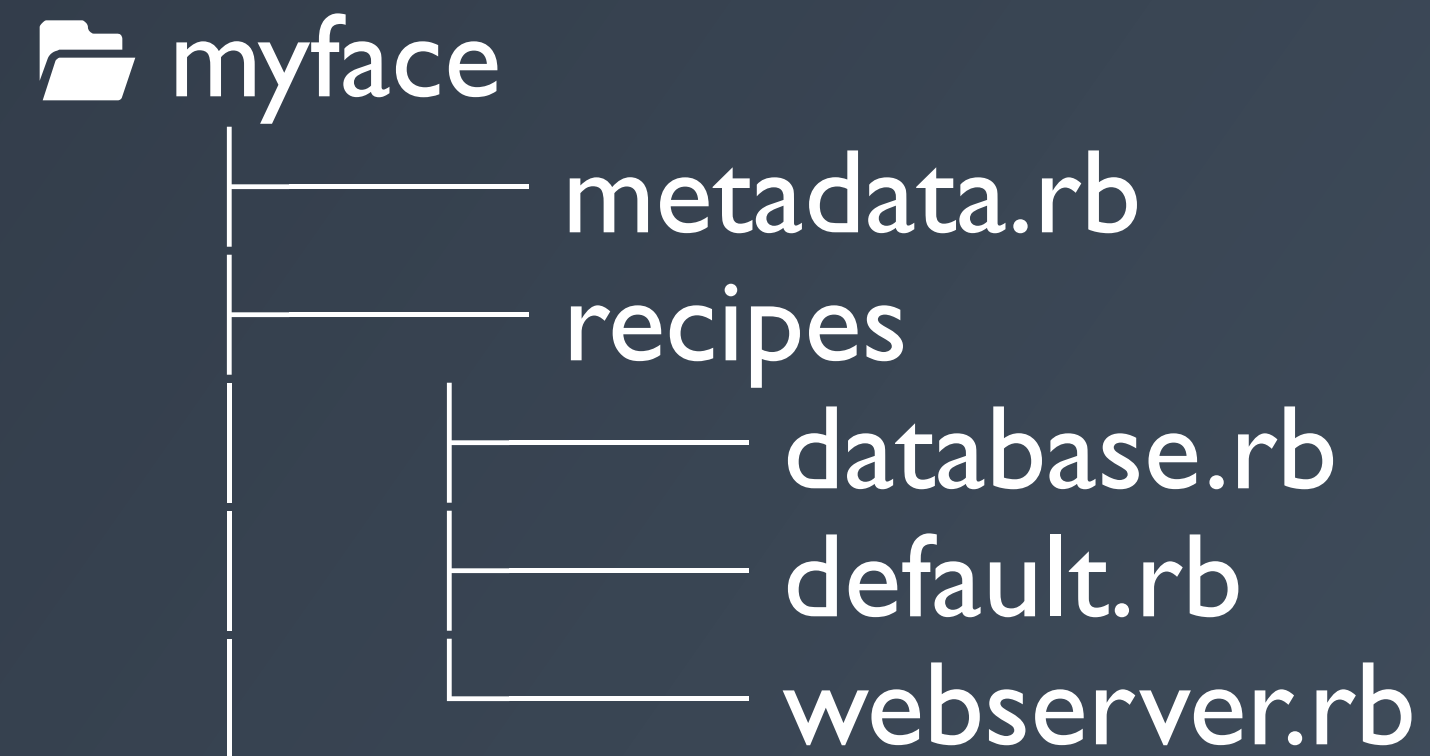 myface
metadata.rb
recipes
database.rb
default.rb
webserver.rb